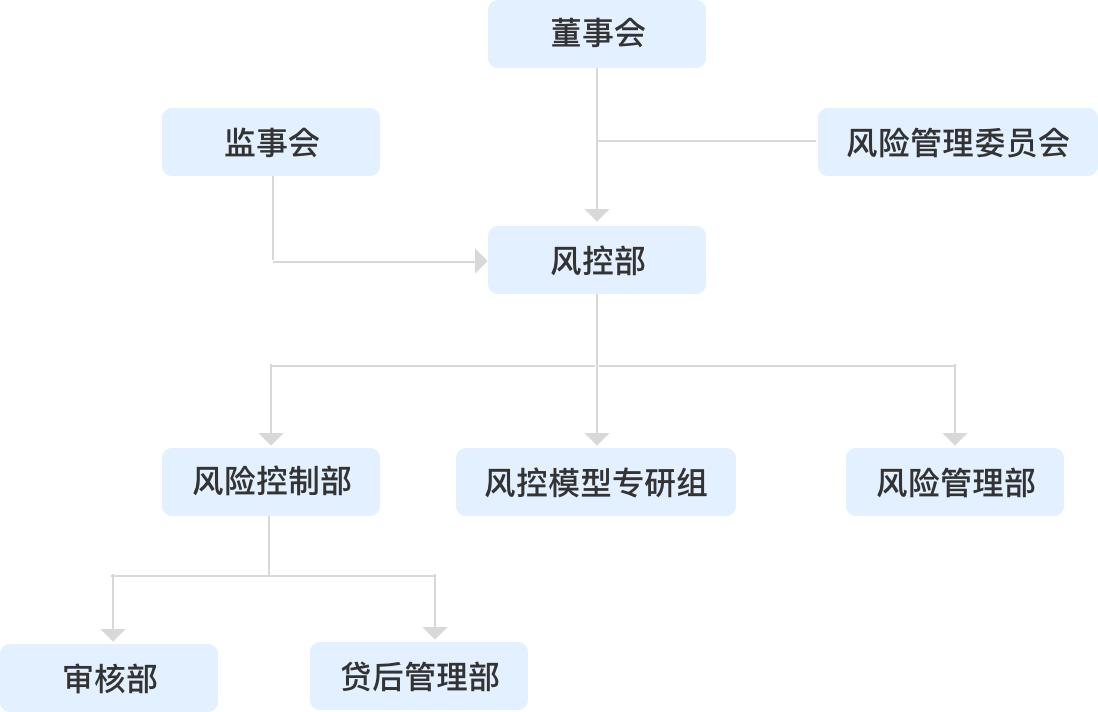 董事会
监事会
风险管理委员会
风控部
风险控制部
风控模型专研组
风险管理部
审核部
贷后管理部